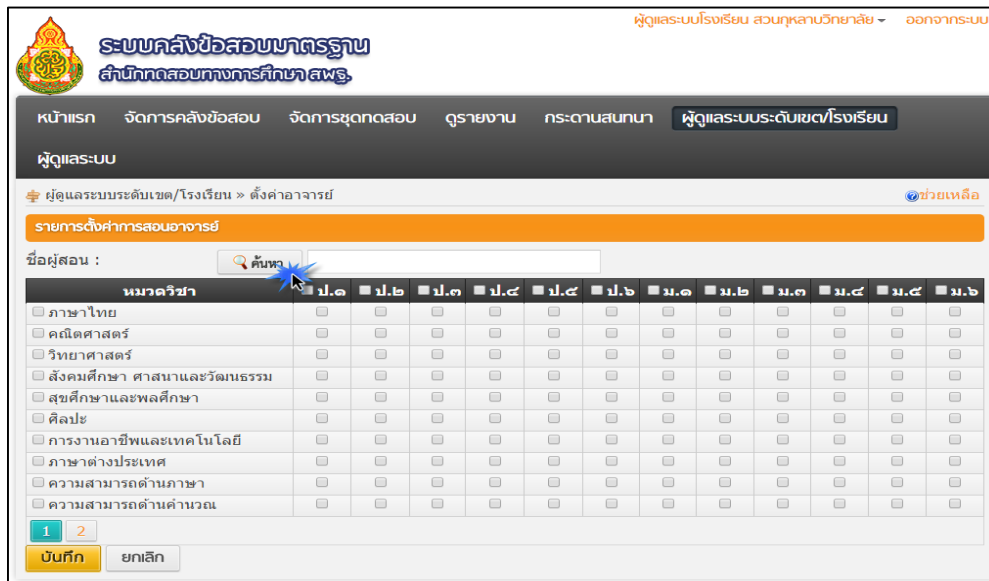 ผู้ดูแลระบบโรงเรียน สวนกุหลาบวิทยาลัย ออกจากระบบ
ระบบคลังข้อสอบมาตรฐาน
สำนักทดสอบทางการศึกษา สพฐ.
หน้าแรก จัดการคลังข้อสอบ จัดการชุดทดสอบ ดูรายงาน กระดานสนทนา ผู้ดูแลระบบระดับเขต/โรงเรียน
ผู้ดูแลระบบ
ผู้ดูแลระบบระดับเขต/โรงเรียน » ตั้งค่าอาจารย์ ช่วยเหลือ
รายการตั้งค่าการสอนอาจารย์
ชื่อผู้สอน : ค้นหา
หมวดวิชา ป.๑ ป.๒ ป.๓ ป.๔ ป.๕ ป.๖ ม.๑ ม.๒ ม.๓ ม.๔ ม.๕ ม.๖
ภาษาไทย
คณิตศาสตร์
วิทยาศาสตร์
สังคมศึกษา ศาสนาและวัฒนธรรม
สุขศึกษาและพลศึกษา
ศิลปะ
การงานอาชีพและเทคโนโลยี
ภาษาต่างประเทศ
ความสามารถด้านภาษา
ความสามารถด้านคำนวณ
1 2
บันทึก ยกเลิก